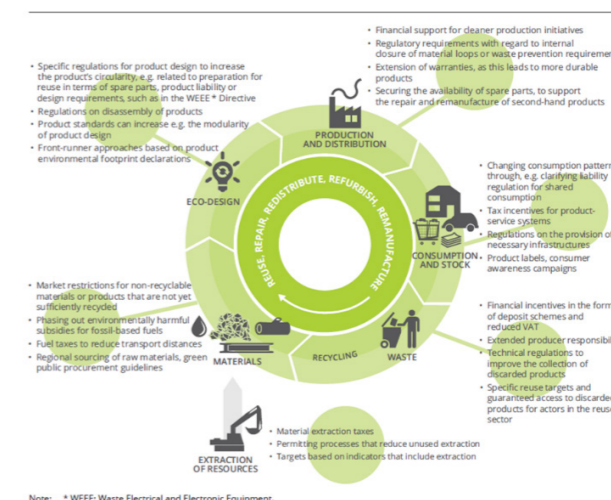 • Financial support for cleaner production initiatives
• Regulatory requirements with regard to internal
closure of material loops or waste prevention
• Extension of warranties, as this leads to more durable
products
• Securing the availability of spare parts, to support
the repair and remanufacture of second-hand products
• Specific regulations for product design to increase
the product's circularity, e.g. related to preparation for
reuse in terms of spare parts, product liability or
design requirements, such as in the WEEE * Directive
• Regulations on disassembly of products
• Product standards can increase e.g. the modularity
of product design
• Front-runner approaches based on product
environmental footprint declarations
PRODUCTION
AND DISTRIBUTION
ECO-DESIGN
REUSE, REPAIR, REDISTRIBUTE, REFURBISH, REMANUFACTURE
• Changing consumption
through, e.g. clarifying liability
regulation for shared
consumption
• Tax incentives for product-
service systems
• Regulations on the provision of
necessary infrastructures
• Product labels, consumer
awareness campaigns
CONSUMPTION
AND STOCK
• Market restrictions for non-recyclable
materials or products that are not yet
sufficiently recycled
• Phasing out environmentally harmful
subsidies for fossil-based fuels
• Fuel taxes to reduce transport distances
• Regional sourcing of raw materials, green
public procurement guidelines
MATERIALS
RECYCLING
WASTE
• Financial incentives in the form
of deposit schemes and
reduced VAT
• Extended producer
• Technical regulations to
improve the collection of
discarded products
• Specific reuse targets and
guaranteed access to
products for actors in the reuse
sector
EXTRACTION
OF RESOURCES
• Material extraction taxes
• Permitting processes that reduce unused extraction
• Targets based on indicators that include extraction
Note: * WEEE: Waste Electrical and Electronic Equipment